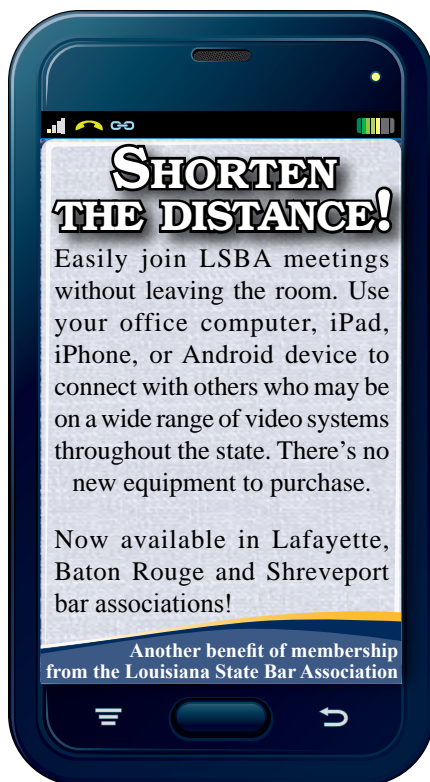 SHORTEN
THE DISTANCE!
Easily join LSBA meetings
without leaving the room. Use
your office computer, iPad,
iPhone, or Android device to
connect with others who may be
on a wide range of video systems
throughout the state. There's no
new equipment to purchase.
Now available in Lafayette,
Baton Rouge and Shreveport
bar associations!
Another benefit of membership
from the Louisiana State Bar Association